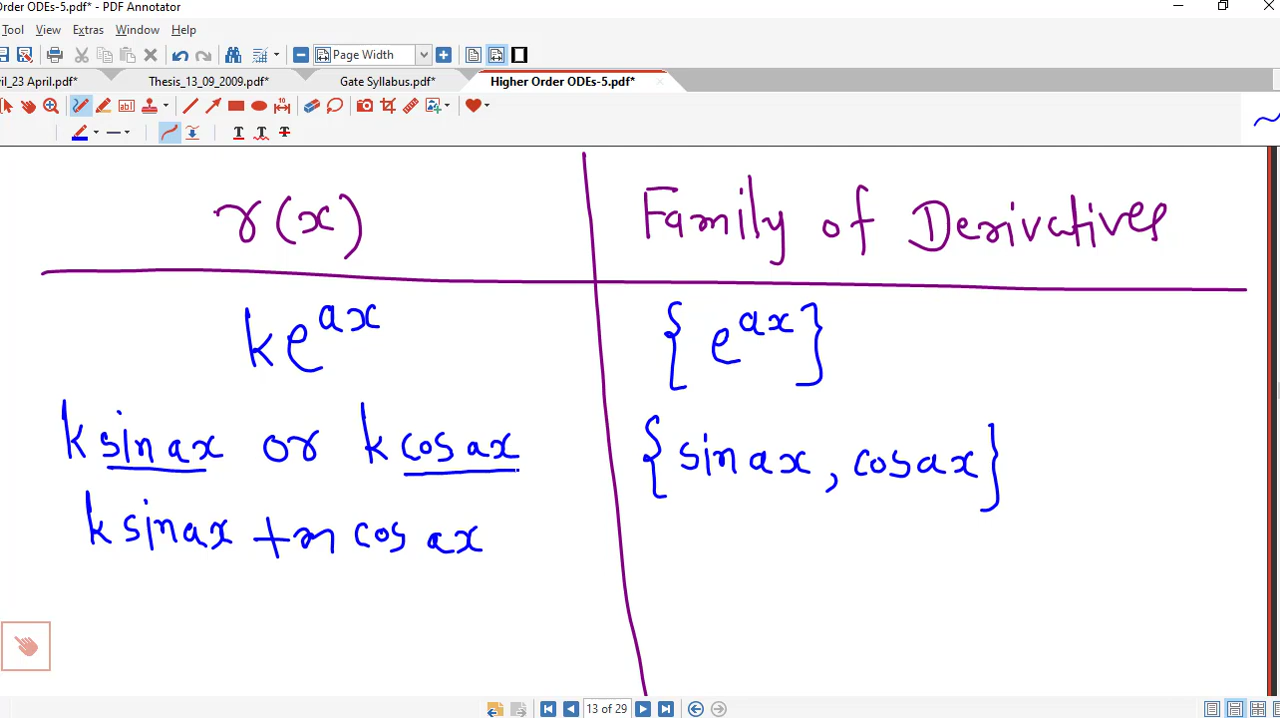 Order ODEs-5.pdf* - PDF Annotator
Tool View Extras Window Help
Page Width
il_23 April.pdf* Thesis_13_09_2009.pdf* Gate Syllabus.pdf* Higher Order ODEs-5.pdf*
r(x) Family of Derivatives
ke^ax {e^ax}
k sin ax or k cos ax {sin ax, cos ax}
k sin ax + m cos ax
13 of 29